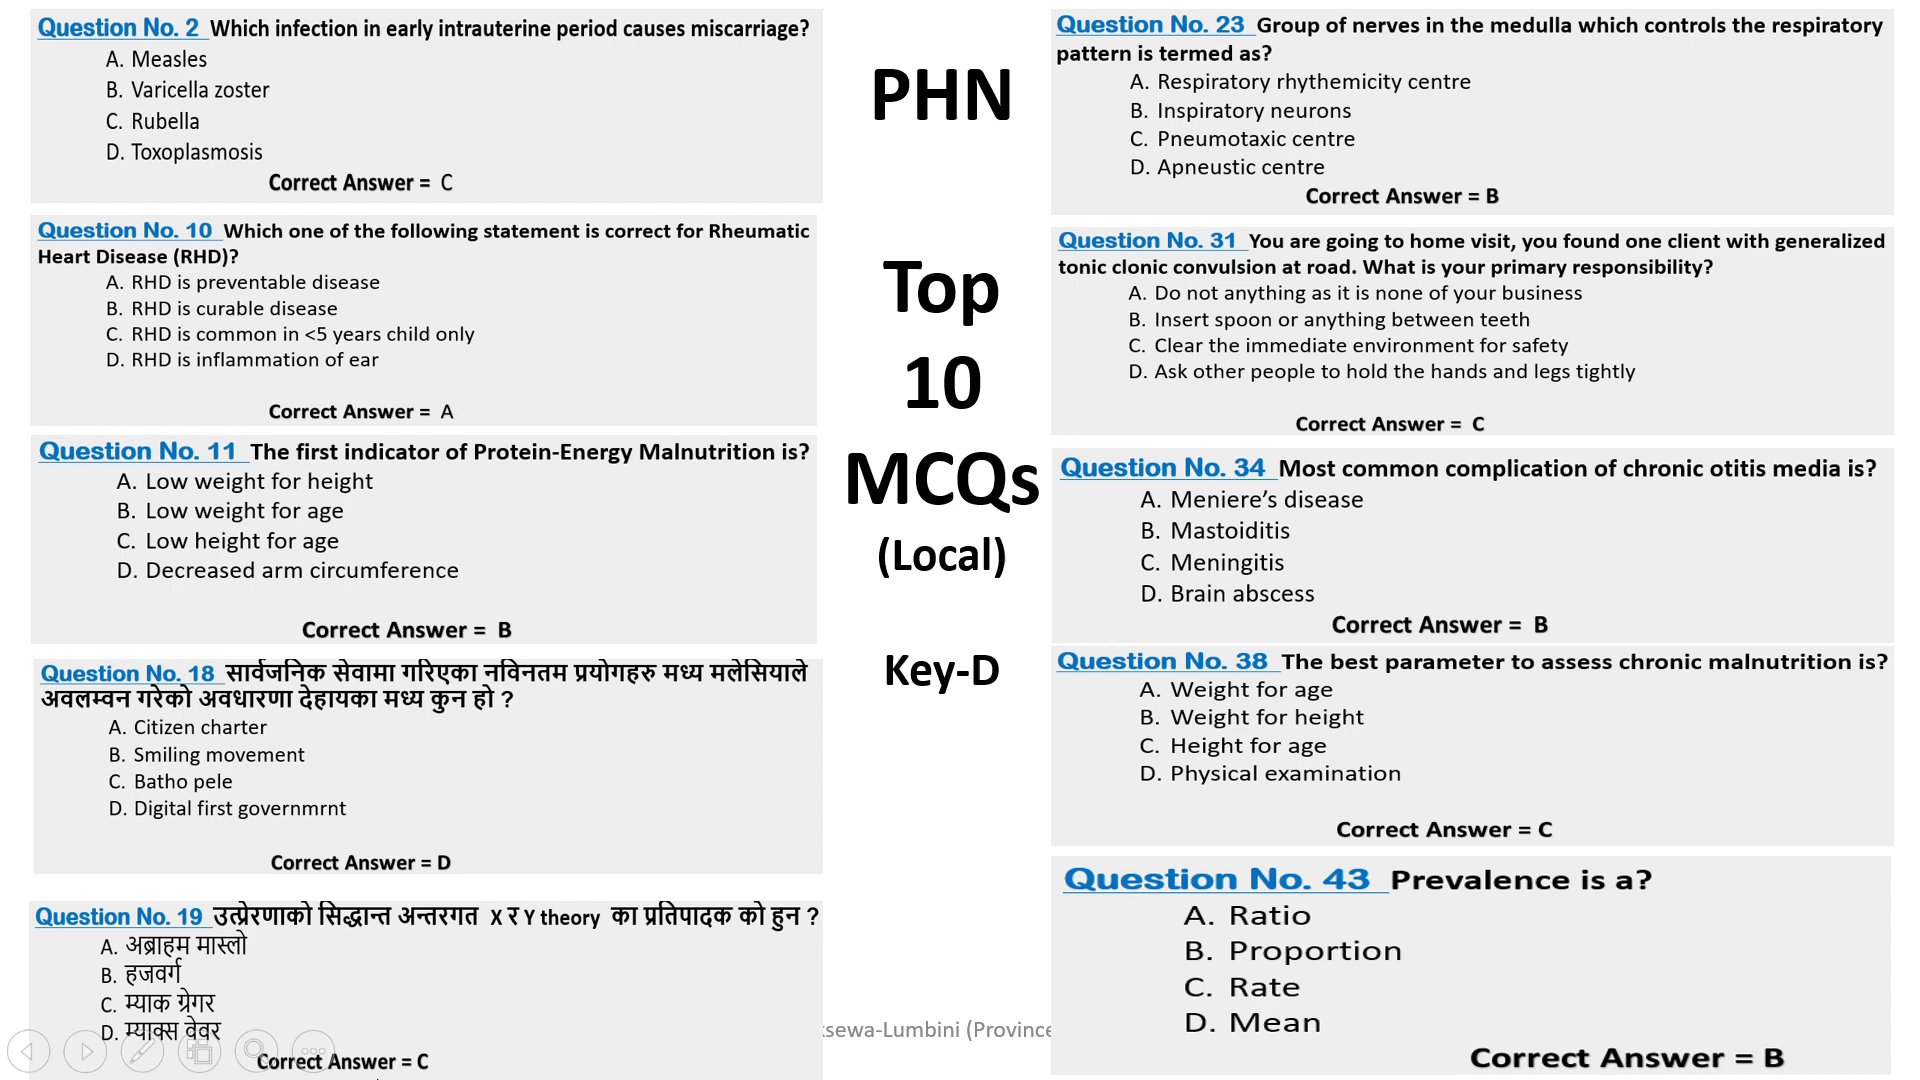 Question No. 2 Which infection in early intrauterine period causes miscarriage?
A. Measles
B. Varicella zoster
C. Rubella
D. Toxoplasmosis
Correct Answer = C
Question No. 10 Which one of the following statement is correct for Rheumatic
Heart Disease (RHD)?
A. RHD is preventable disease
B. RHD is curable disease
C. RHD is common in <5 years child only
D. RHD is inflammation of ear
Correct Answer = A
Question No. 11 The first indicator of Protein-Energy Malnutrition is?
A. Low weight for height
B. Low weight for age
C. Low height for age
D. Decreased arm circumference
Correct Answer = B
Question No. 18 सार्वजनिक सेवामा गरिएका नविनतम प्रयोगहरु मध्य मलेसियाले
अवलम्वन गरेको अवधारणा देहायका मध्य कुन हो ?
A. Citizen charter
B. Smiling movement
C. Batho pele
D. Digital first governmrnt
Correct Answer = D
Question No. 19 उत्प्रेरणाको सिद्धान्त अन्तरगत X र Y theory का प्रतिपादक को हुन ?
A. अब्राहम मास्लो
B. हजवर्ग
C. म्याक ग्रेगर
D. म्याक्स वेवर
Correct Answer = C
PHN
Top
10
MCQs
(Local)
Key-D
ksewa-Lumbini (Province
Question No. 23 Group of nerves in the medulla which controls the respiratory
pattern is termed as?
A. Respiratory rhythemicity centre
B. Inspiratory neurons
C. Pneumotaxic centre
D. Apneustic centre
Correct Answer = B
Question No. 31 You are going to home visit, you found one client with generalized
tonic clonic convulsion at road. What is your primary responsibility?
A. Do not anything as it is none of your business
B. Insert spoon or anything between teeth
C. Clear the immediate environment for safety
D. Ask other people to hold the hands and legs tightly
Correct Answer = C
Question No. 34 Most common complication of chronic otitis media is?
A. Meniere’s disease
B. Mastoiditis
C. Meningitis
D. Brain abscess
Correct Answer = B
Question No. 38 The best parameter to assess chronic malnutrition is?
A. Weight for age
B. Weight for height
C. Height for age
D. Physical examination
Correct Answer = C
Question No. 43 Prevalence is a?
A. Ratio
B. Proportion
C. Rate
D. Mean
Correct Answer = B